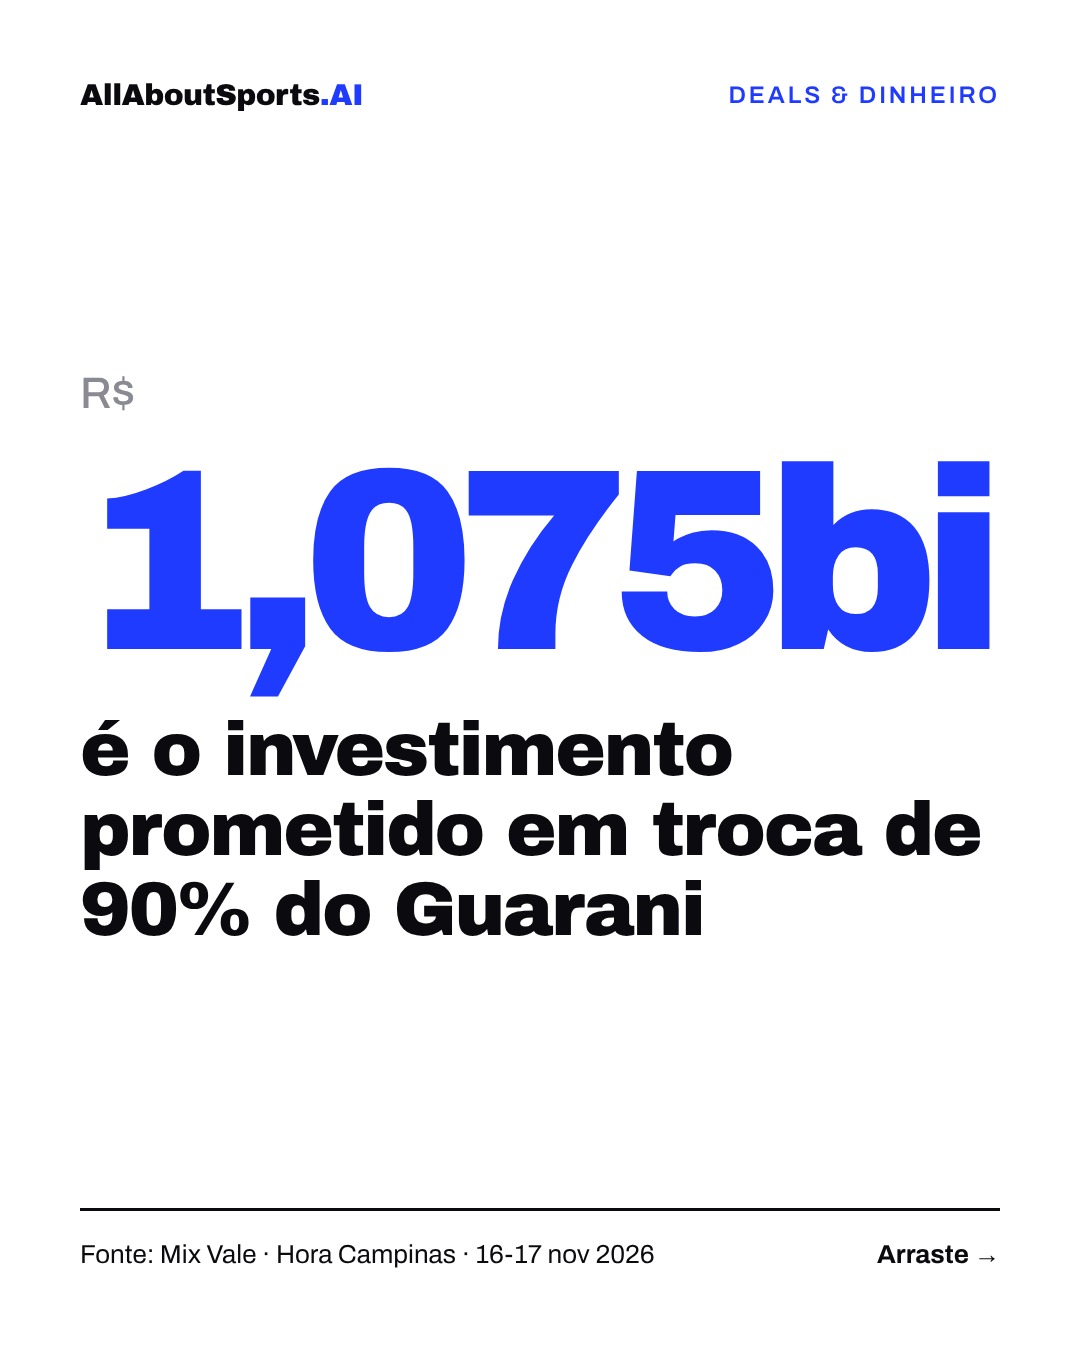 AllAboutSports.AI
DEALS & DINHEIRO
R$
1,075bi
é o investimento
prometido em troca de
90% do Guarani
Fonte: Mix Vale · Hora Campinas · 16-17 nov 2026
Arraste →